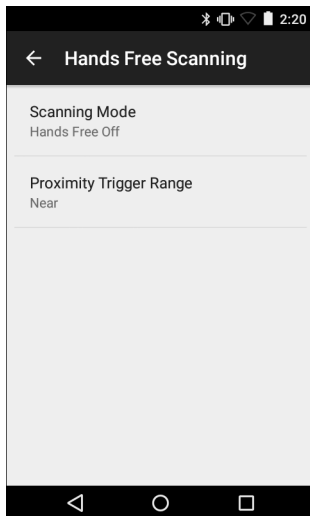 2:20
Hands Free Scanning
Scanning Mode
Hands Free Off
Proximity Trigger Range
Near